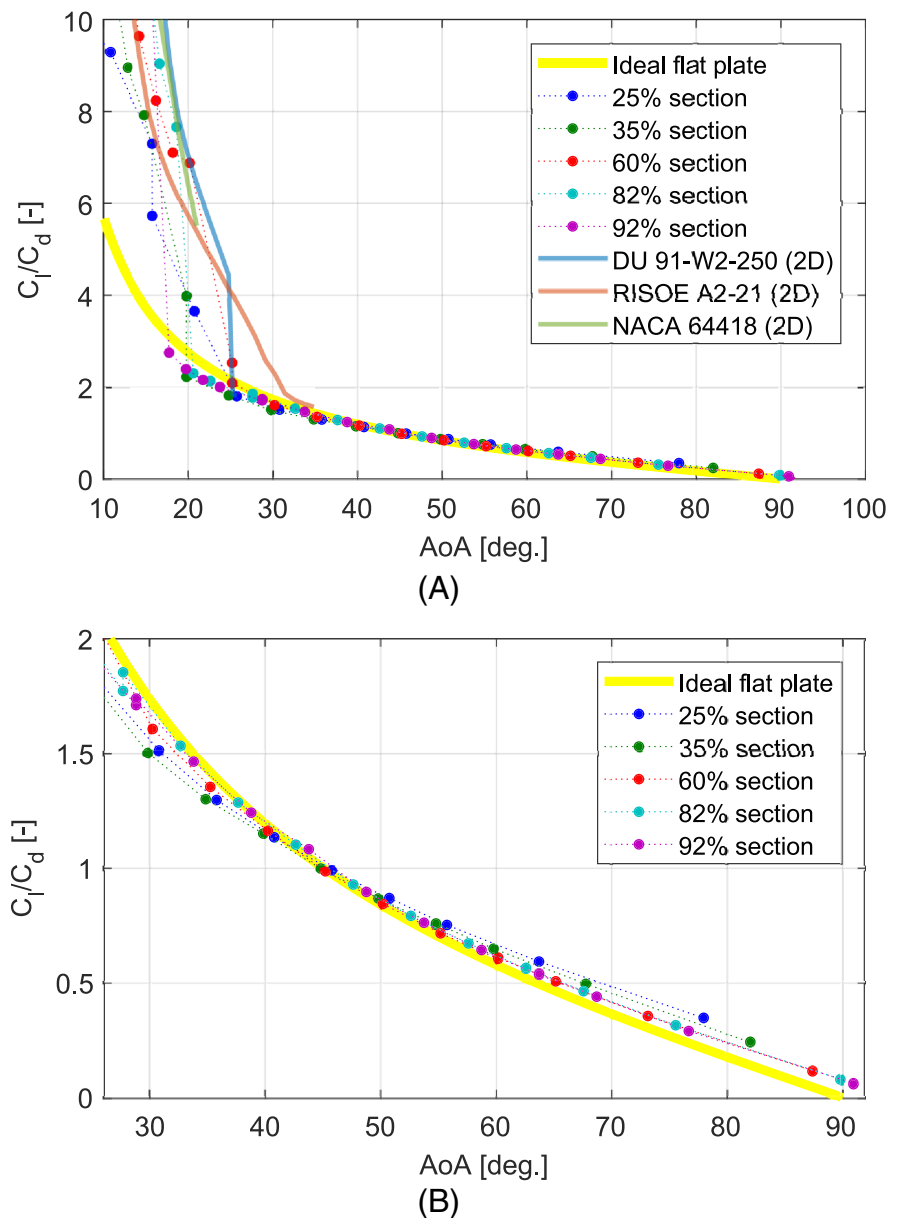 10
8
6
4
2
0
C_l/C_d [-]
Ideal flat plate
25% section
35% section
60% section
82% section
92% section
DU 91-W2-250 (2D)
RISOE A2-21 (2D)
NACA 64418 (2D)
10 20 30 40 50 60 70 80 90 100
AoA [deg.]
(A)
2
1.5
1
0.5
0
C_l/C_d [-]
Ideal flat plate
25% section
35% section
60% section
82% section
92% section
30 40 50 60 70 80 90
AoA [deg.]
(B)